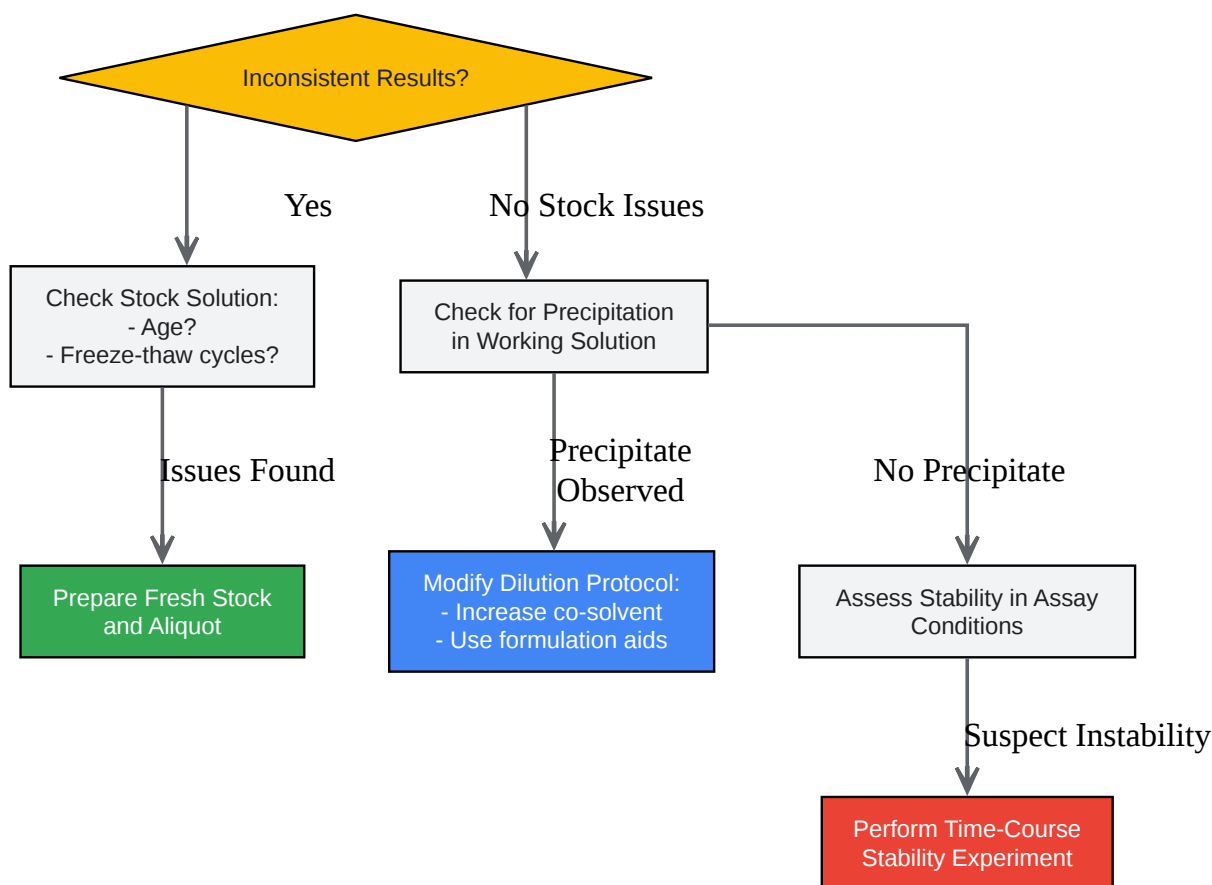 Inconsistent Results?
Yes
No Stock Issues
Check Stock Solution:
- Age?
- Freeze-thaw cycles?
Check for Precipitation
in Working Solution
Issues Found
Precipitate
Observed
No Precipitate
Prepare Fresh Stock
and Aliquot
Modify Dilution Protocol:
- Increase co-solvent
- Use formulation aids
Assess Stability in Assay
Conditions
Suspect Instability
Perform Time-Course
Stability Experiment